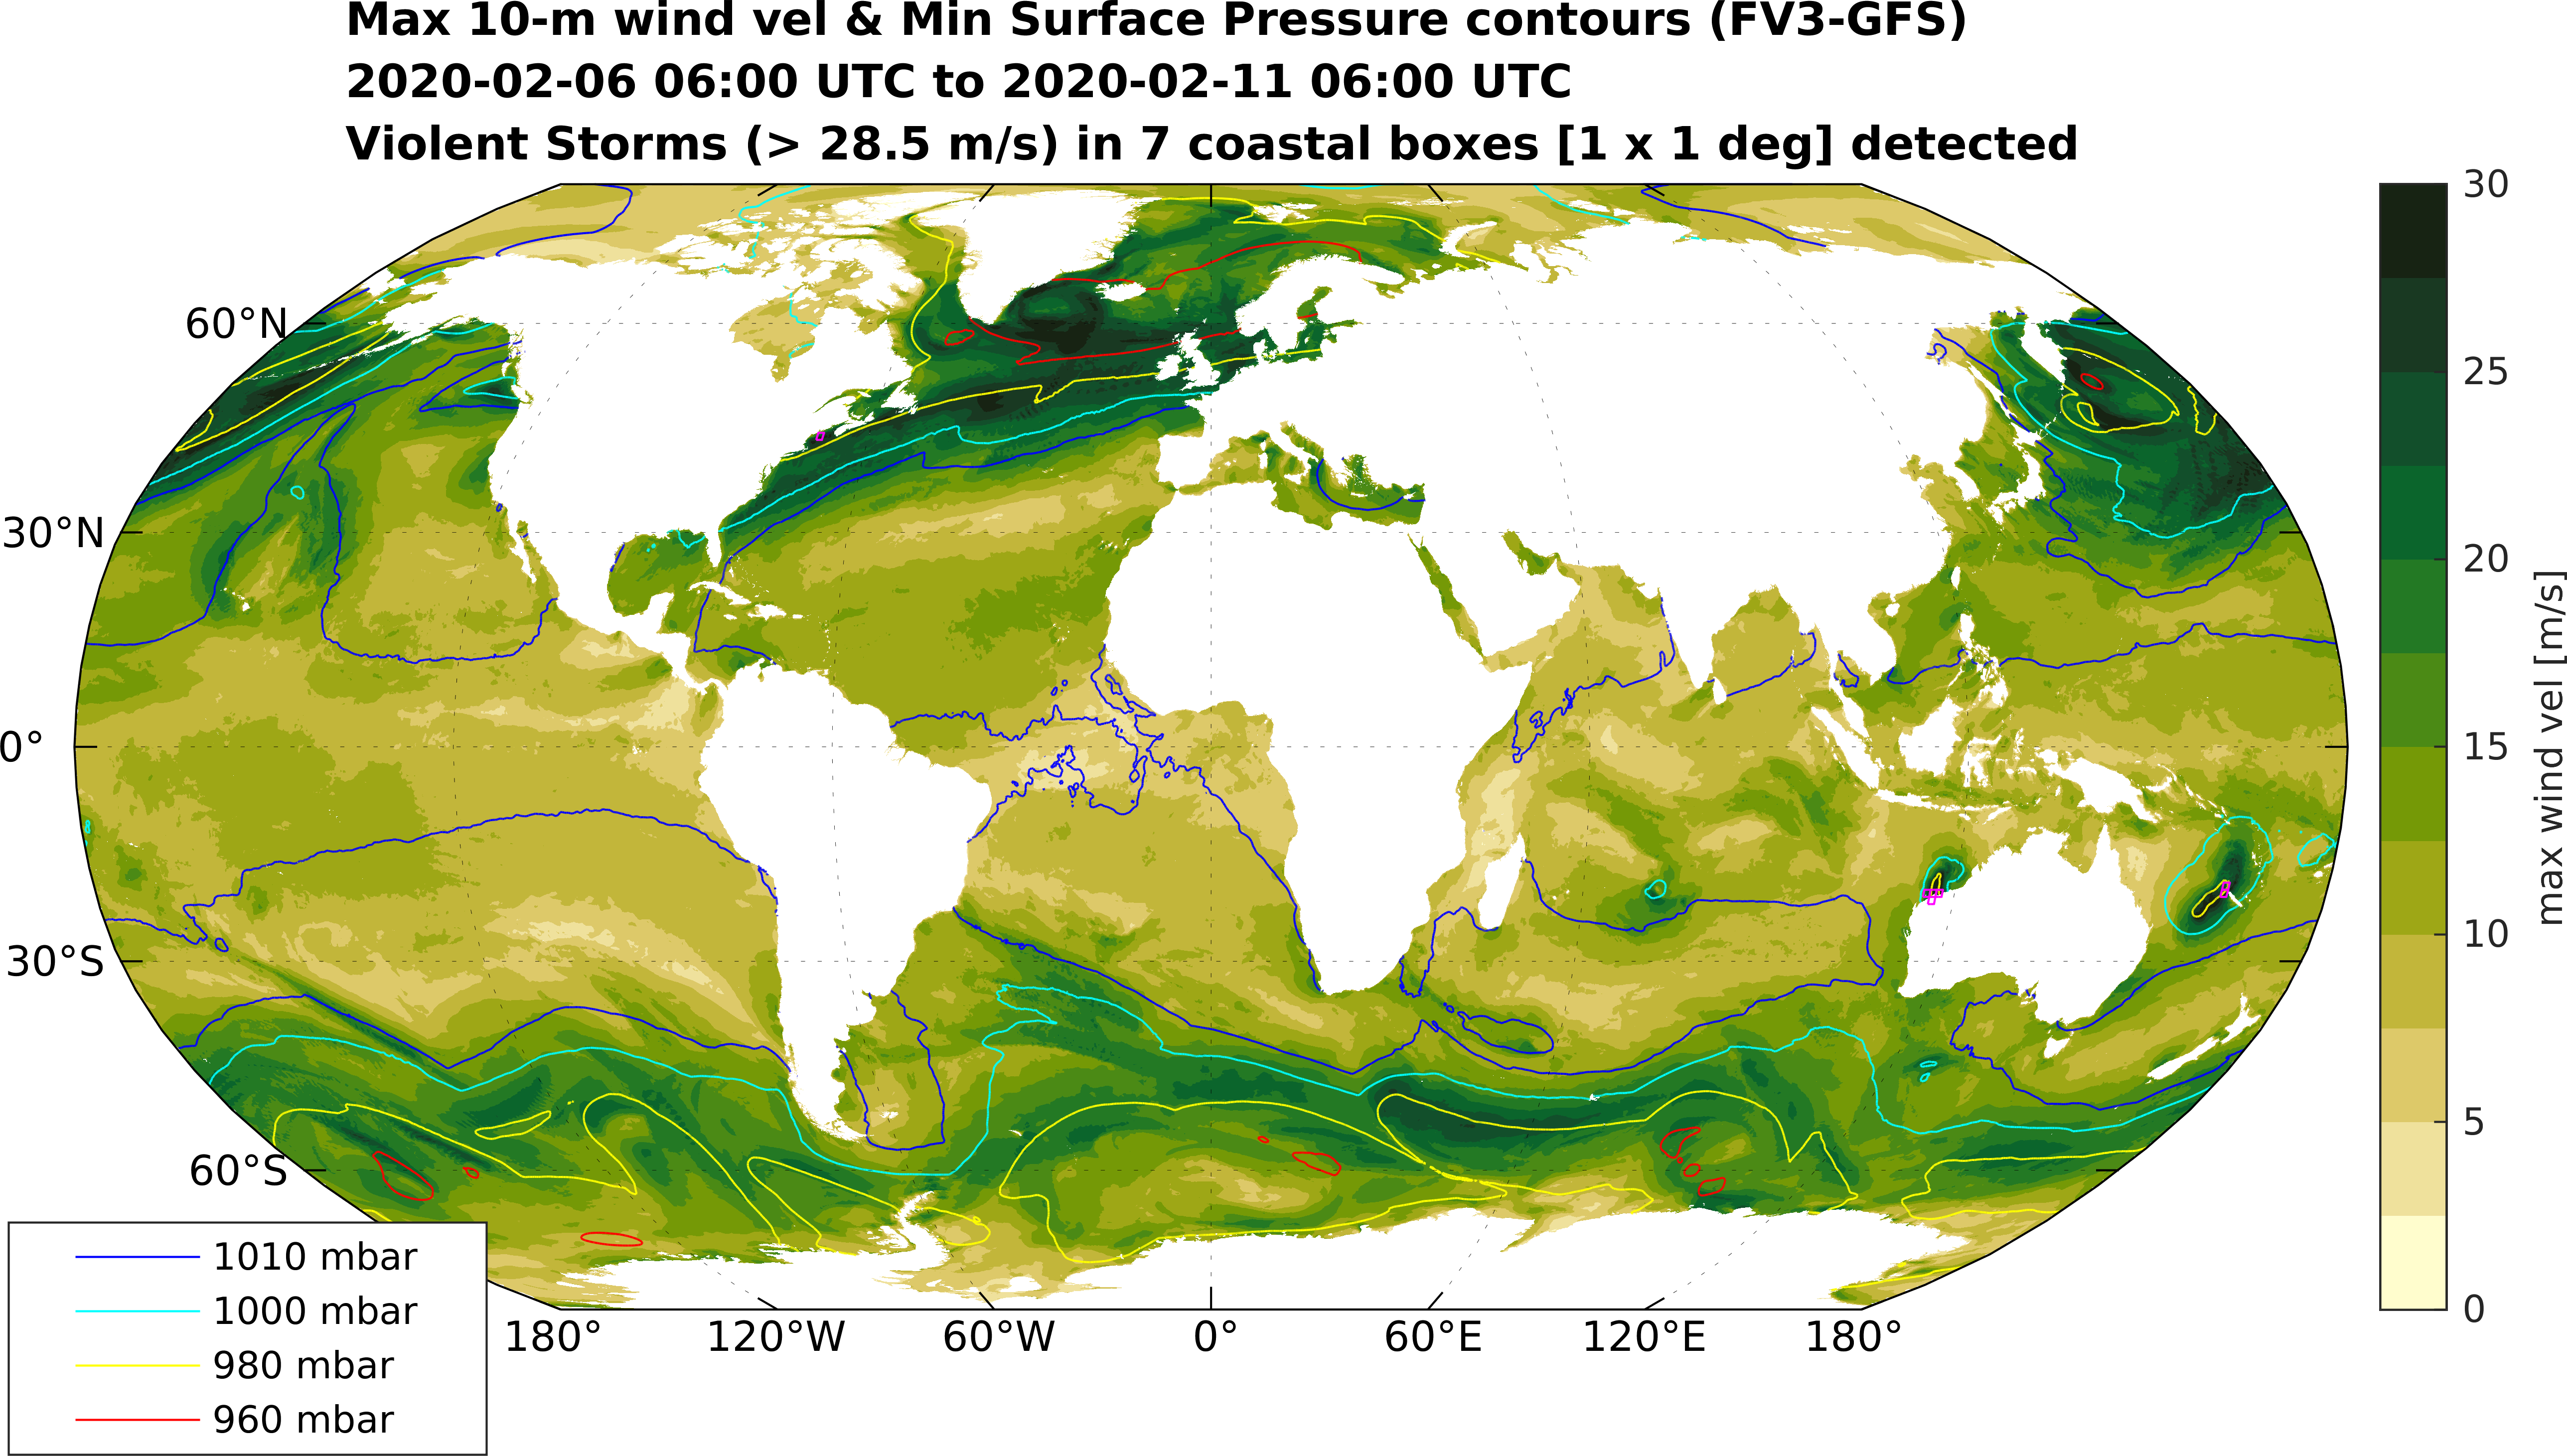 Max 10-m wind vel & Min Surface Pressure contours (FV3-GFS)
2020-02-06 06:00 UTC to 2020-02-11 06:00 UTC
Violent Storms (> 28.5 m/s) in 7 coastal boxes [1 x 1 deg] detected
60°N
30°N
0°
30°S
60°S
180°
120°W
60°W
0°
60°E
120°E
180°
1010 mbar
1000 mbar
980 mbar
960 mbar
30
25
20
15
10
5
0
max wind vel [m/s]